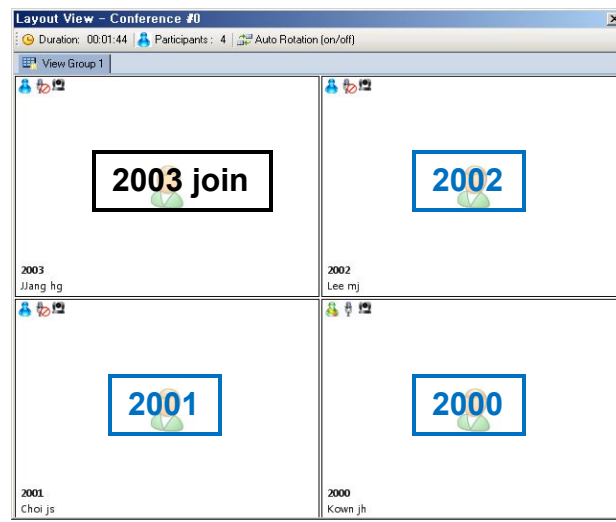 Layout View - Conference #0
Duration: 00:01:44 Participants : 4 Auto Rotation (on/off)
View Group 1
2003 join
2003
JJang hg
2002
2002
Lee mj
2001
2001
Choi js
2000
2000
Kown jh